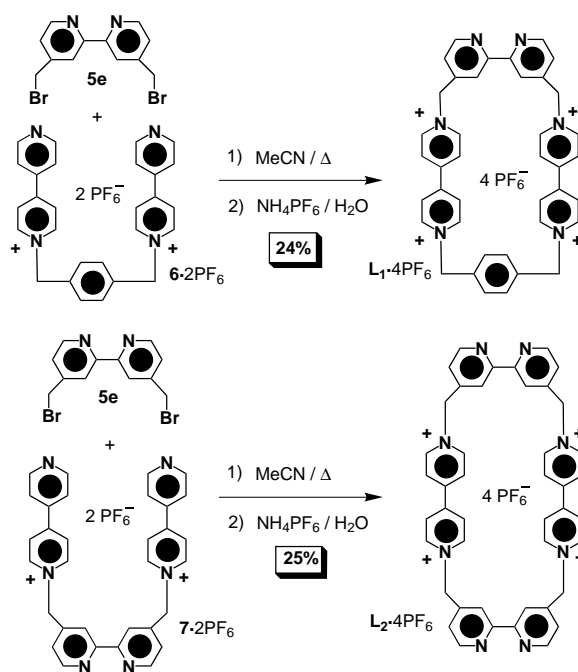 N N N N
Br 5e Br
+
N N N N
+ +
2 PF6− 1) MeCN / Δ 4 PF6−
2) NH4PF6 / H2O
N N N N
+ + 24% + +
6·2PF6 L1·4PF6
N N N N
5e
Br Br
+
N N N N
+ +
1) MeCN / Δ
2 PF6− 4 PF6−
2) NH4PF6 / H2O
N N N N
+ + 25% + +
7·2PF6 L2·4PF6
N N N N